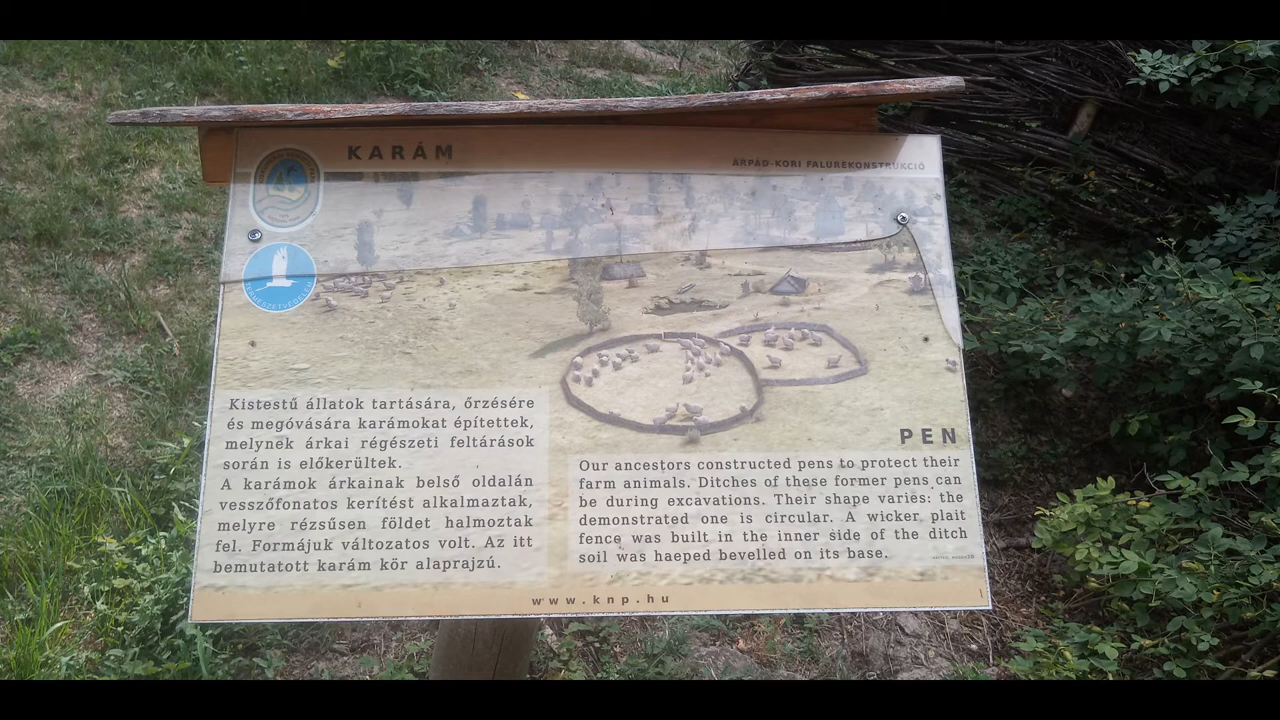 KARÁM
ÁRPÁD-KORI FALUREKONSTRUKCIÓ
TERMÉSZETVÉDELEM
Kistestű állatok tartására, őrzésére
és megóvására karámokat építettek,
melynek árkai régészeti feltárások
során is előkerültek.
A karámok árkainak belső oldalán
vesszőfonatos kerítést alkalmaztak,
melyre rézsűsen földet halmoztak
fel. Formájuk változatos volt. Az itt
bemutatott karám kör alaprajzú.
PEN
Our ancestors constructed pens to protect their
farm animals. Ditches of these former pens can
be during excavations. Their shape varies: the
demonstrated one is circular. A wicker plait
fence was built in the inner side of the ditch
soil was haeped bevelled on its base.
www.knp.hu